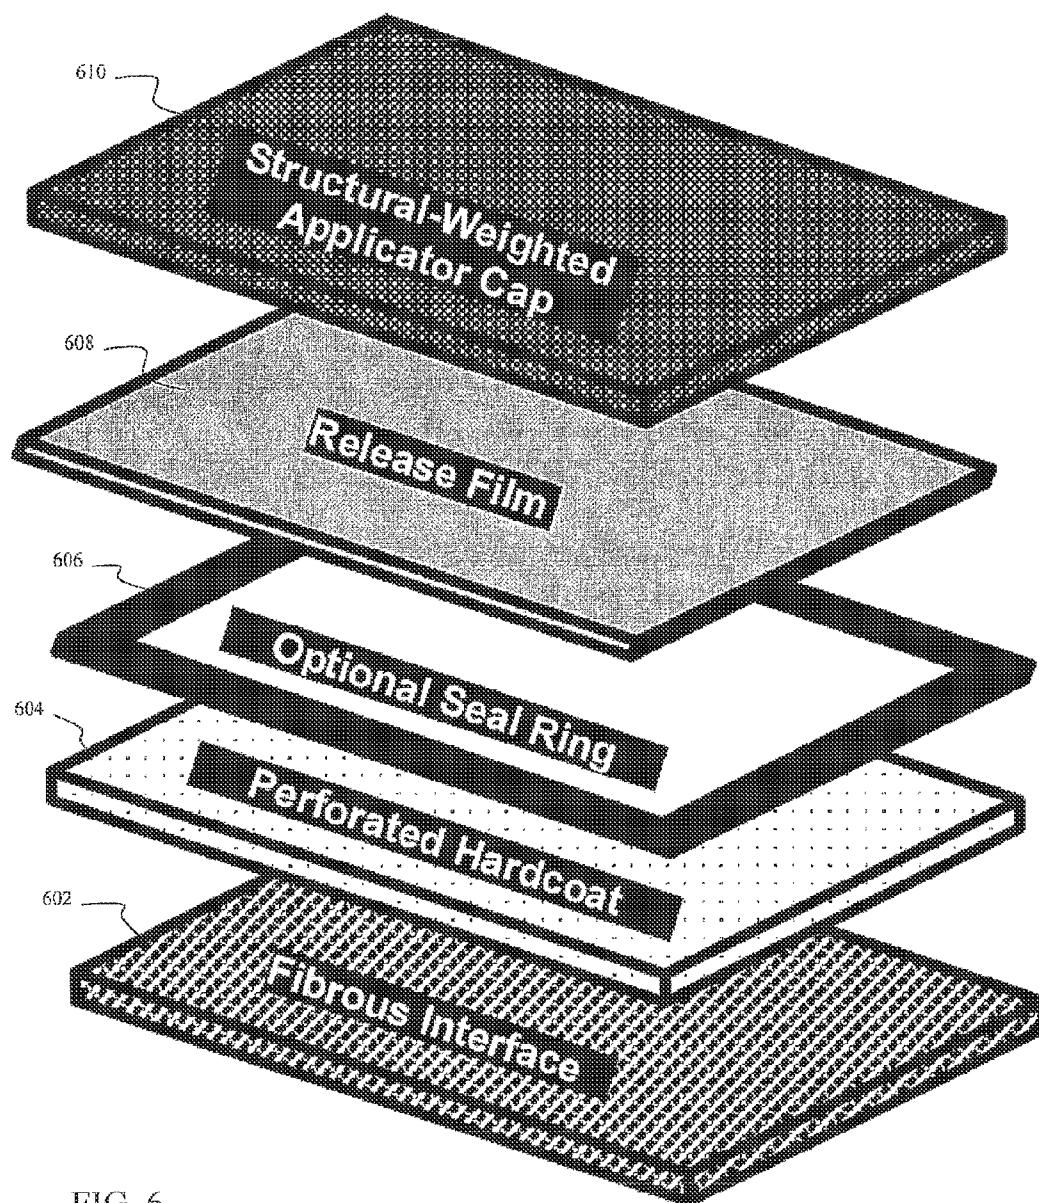 610
Structural-Weighted
Applicator Cap
608
Release Film
606
Optional Seal Ring
604
Perforated Hardcoat
602
Fibrous Interface
FIG. 6